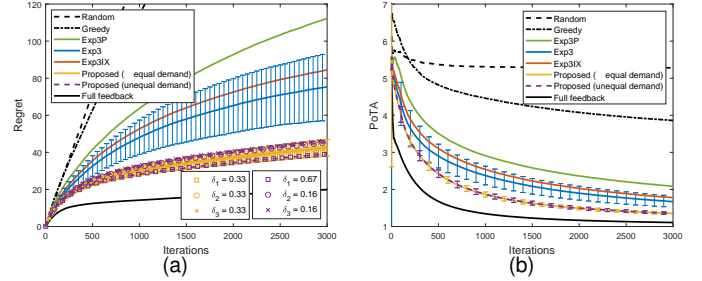 120
100
80
60
40
20
0
Regret
Random
Greedy
Exp3P
Exp3
Exp3IX
Proposed ( equal demand)
Proposed (unequal demand)
Full feedback
δ1 = 0.33
δ2 = 0.33
δ3 = 0.33
δ1 = 0.67
δ2 = 0.16
δ3 = 0.16
500 1000 1500 2000 2500 3000
Iterations
(a)
7
6
5
4
3
2
1
PoTA
Random
Greedy
Exp3P
Exp3
Exp3IX
Proposed ( equal demand)
Proposed (unequal demand)
Full feedback
0 500 1000 1500 2000 2500 3000
Iterations
(b)